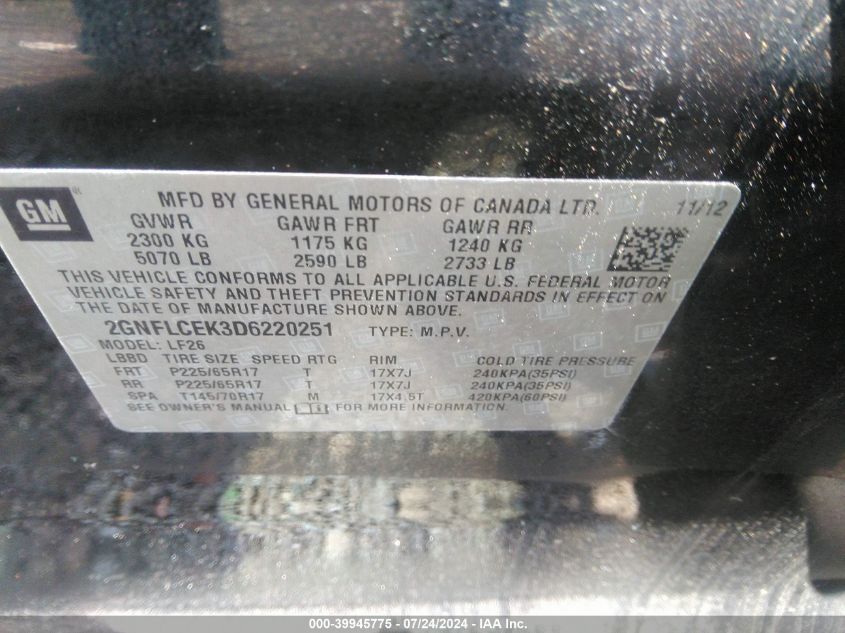 GM
MFD BY GENERAL MOTORS OF CANADA LTD. 11/12
GVWR GAWR FRT GAWR RR
2300 KG 1175 KG 1240 KG
5070 LB 2590 LB 2733 LB
THIS VEHICLE CONFORMS TO ALL APPLICABLE U.S. FEDERAL MOTOR
VEHICLE SAFETY AND THEFT PREVENTION STANDARDS IN EFFECT ON
THE DATE OF MANUFACTURE SHOWN ABOVE.
2GNFLCEK3D6220251 TYPE: M.P.V.
MODEL: LF26
LBBD TIRE SIZE SPEED RTG RIM COLD TIRE PRESSURE
FRT P225/65R17 T 17X7J 240KPA(35PSI)
RR P225/65R17 T 17X7J 240KPA(35PSI)
SPA T145/70R17 M 17X4.5T 420KPA(60PSI)
SEE OWNER'S MANUAL FOR MORE INFORMATION.
000-39945775 - 07/24/2024 - IAA Inc.